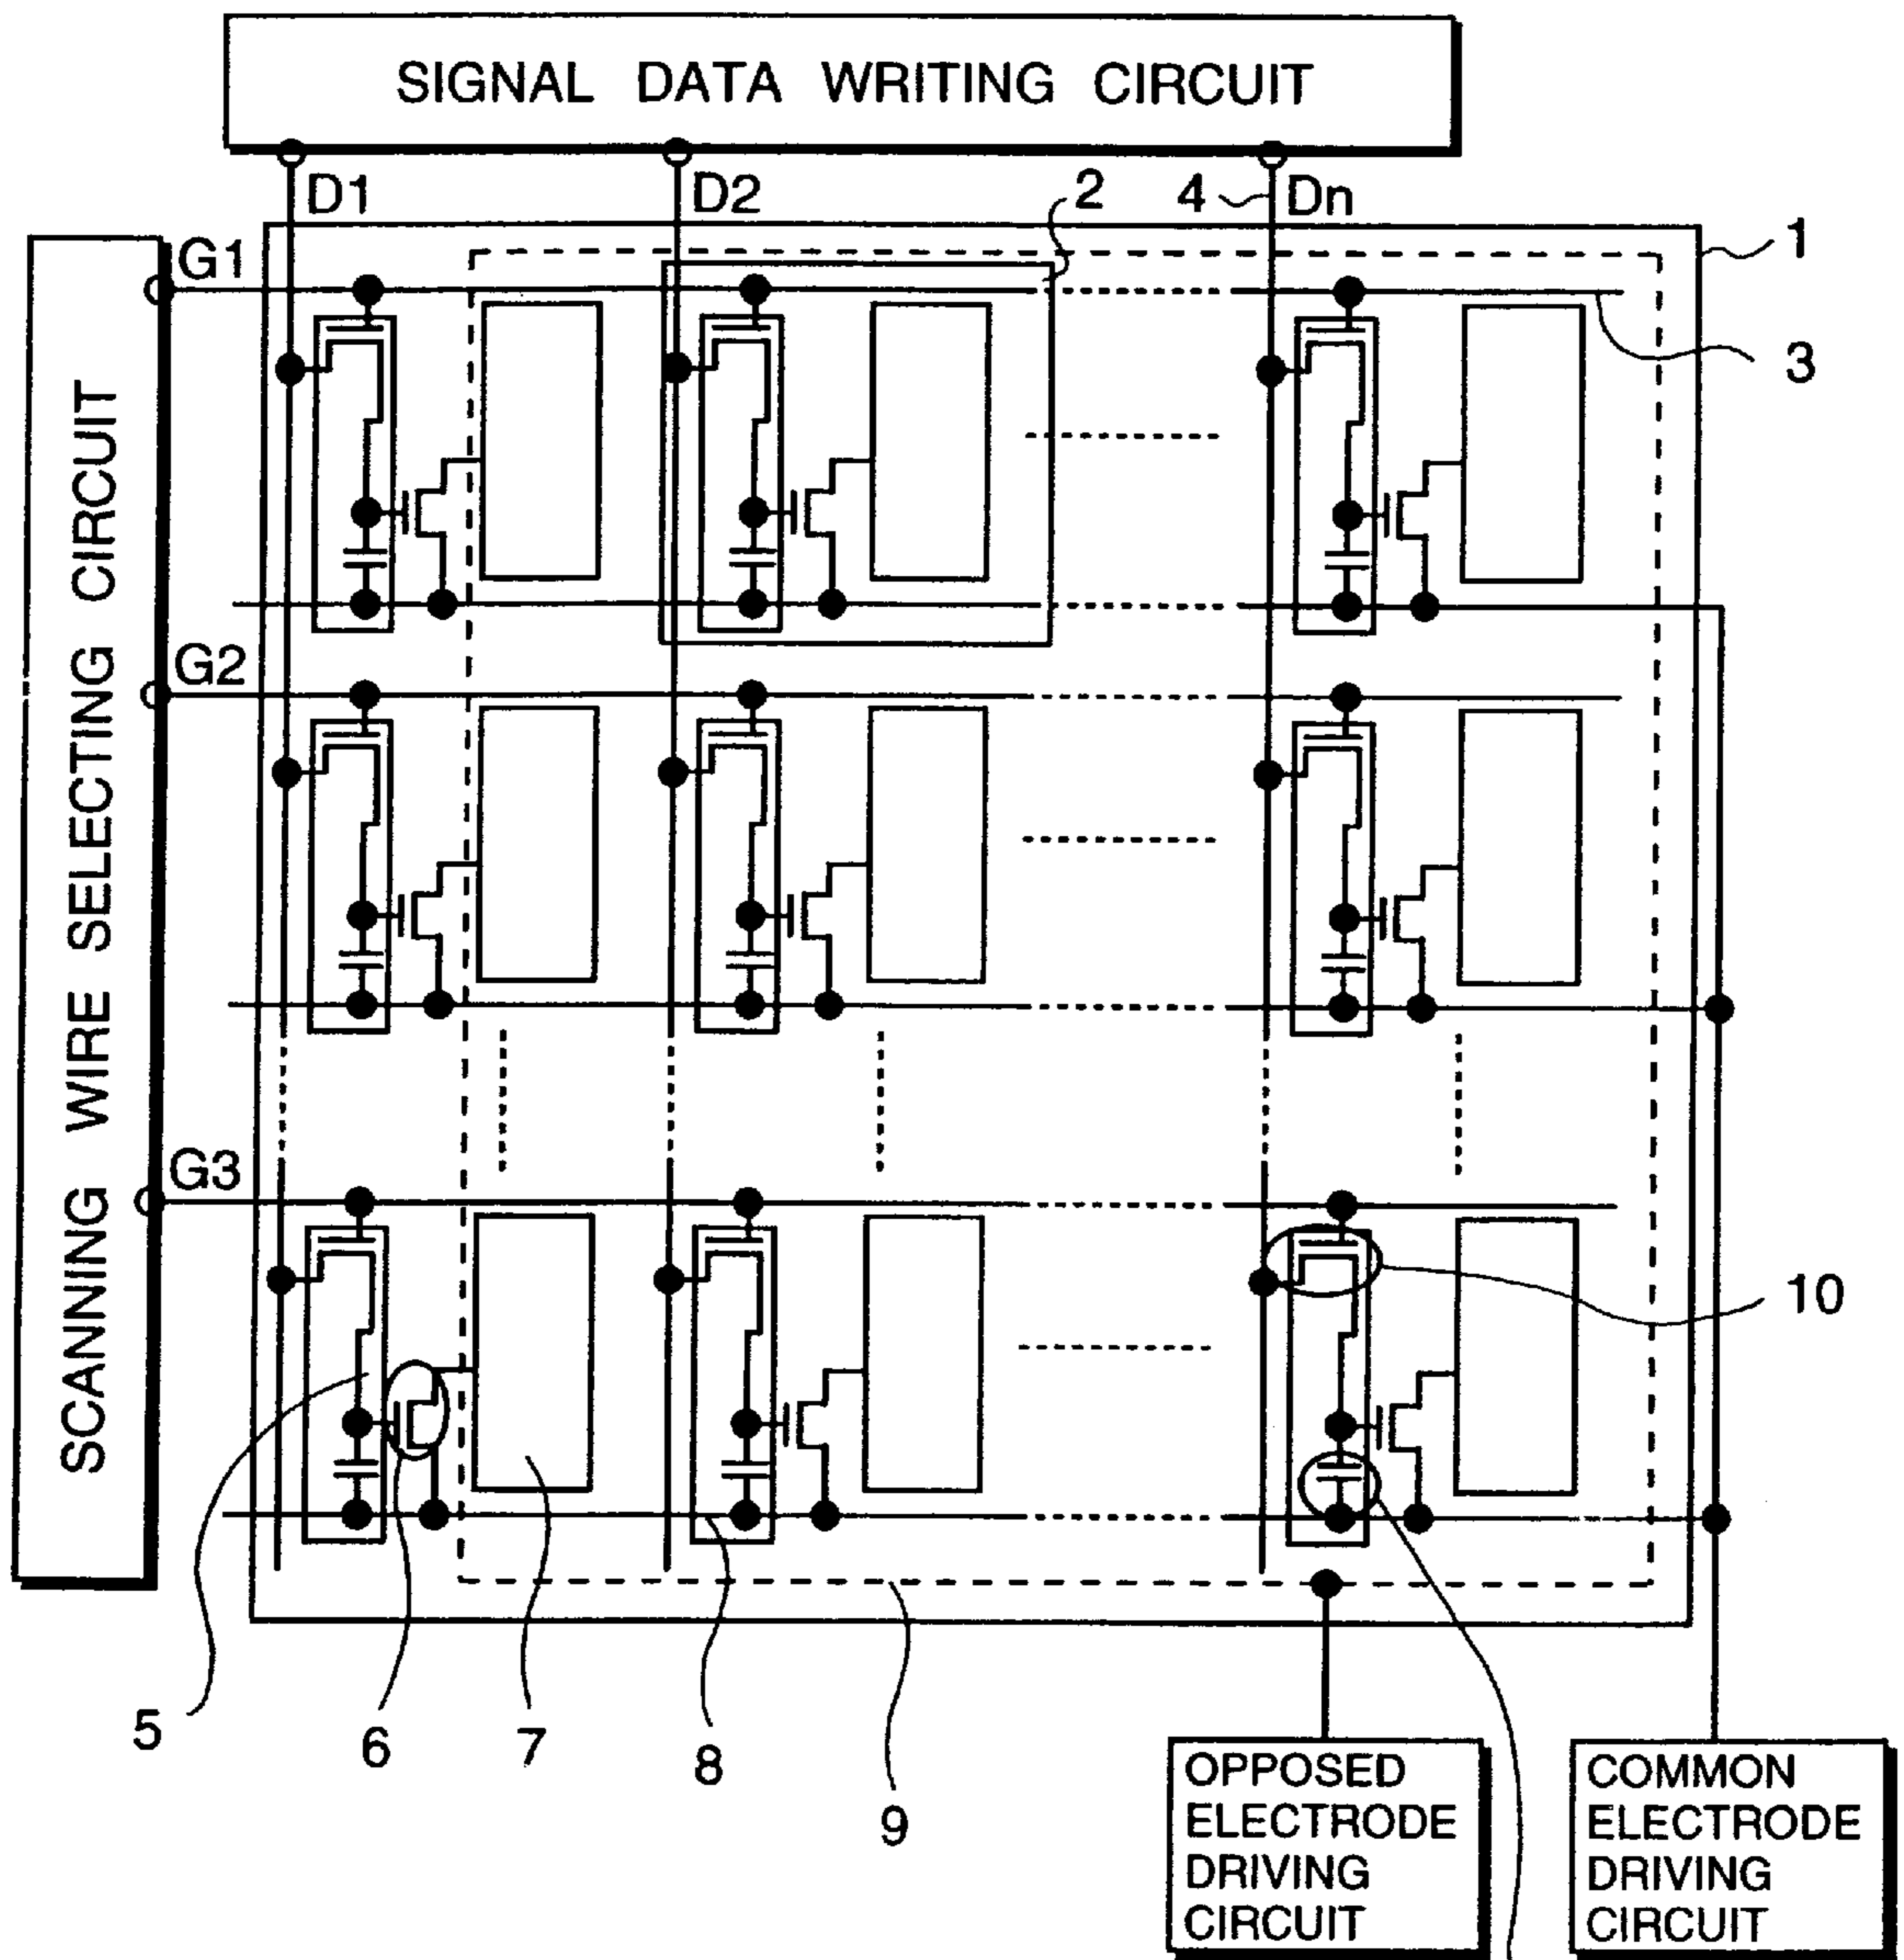 SIGNAL DATA WRITING CIRCUIT
D1
D2
4
Dn
2
1
G1
3
SCANNING WIRE SELECTING CIRCUIT
G2
G3
10
5
6
7
8
9
OPPOSED
ELECTRODE
DRIVING
CIRCUIT
COMMON
ELECTRODE
DRIVING
CIRCUIT